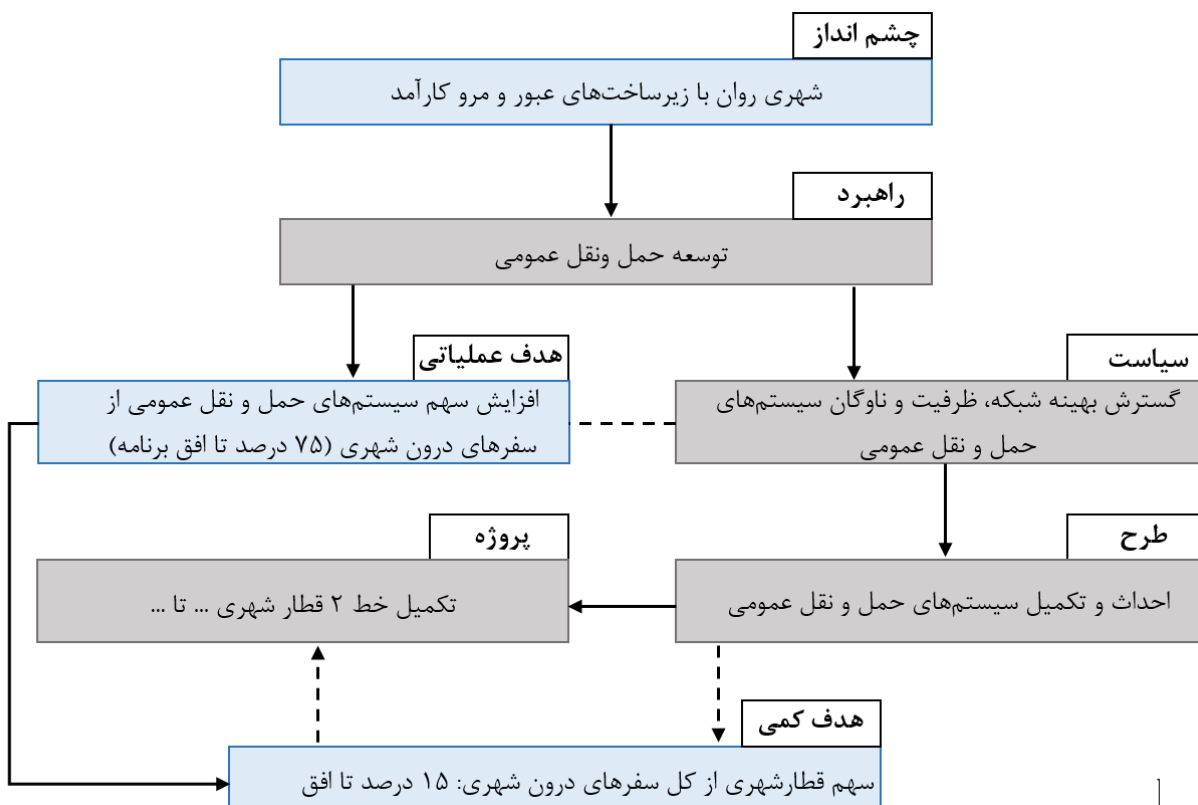 چشم انداز
شهری روان با زیرساخت‌های عبور و مرو کارآمد
راهبرد
توسعه حمل ونقل عمومی
سیاست
گسترش بهینه شبکه، ظرفیت و ناوگان سیستم‌های
حمل و نقل عمومی
هدف عملیاتی
افزایش سهم سیستم‌های حمل و نقل عمومی از
سفرهای درون شهری (۷۵ درصد تا افق برنامه)
طرح
احداث و تکمیل سیستم‌های حمل و نقل عمومی
پروژه
تکمیل خط ۲ قطار شهری ... تا ...
هدف کمی
سهم قطارشهری از کل سفرهای درون شهری: ۱۵ درصد تا افق